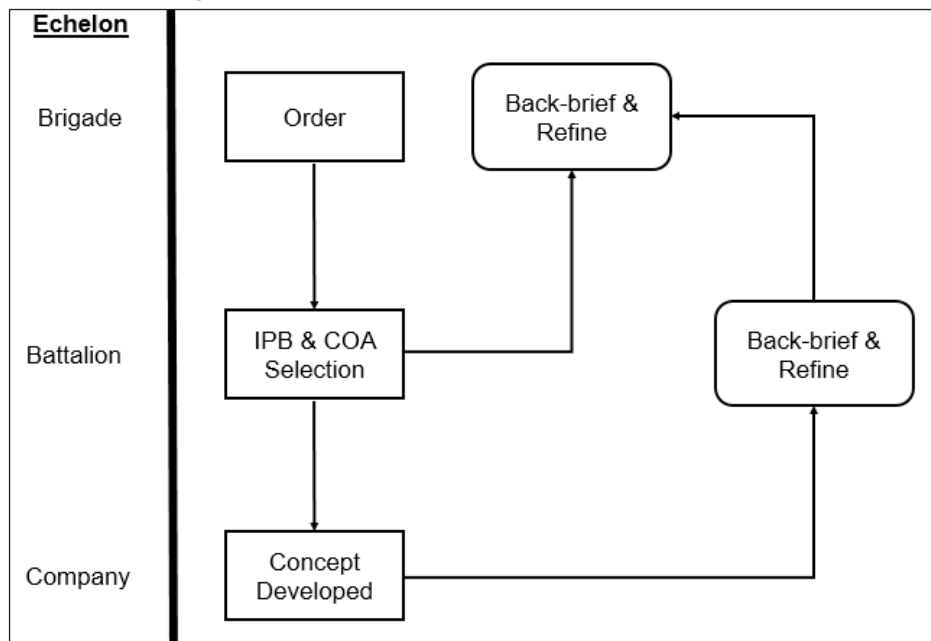 Echelon
Brigade
Order
Back-brief &
Refine
Battalion
IPB & COA
Selection
Back-brief &
Refine
Company
Concept
Developed